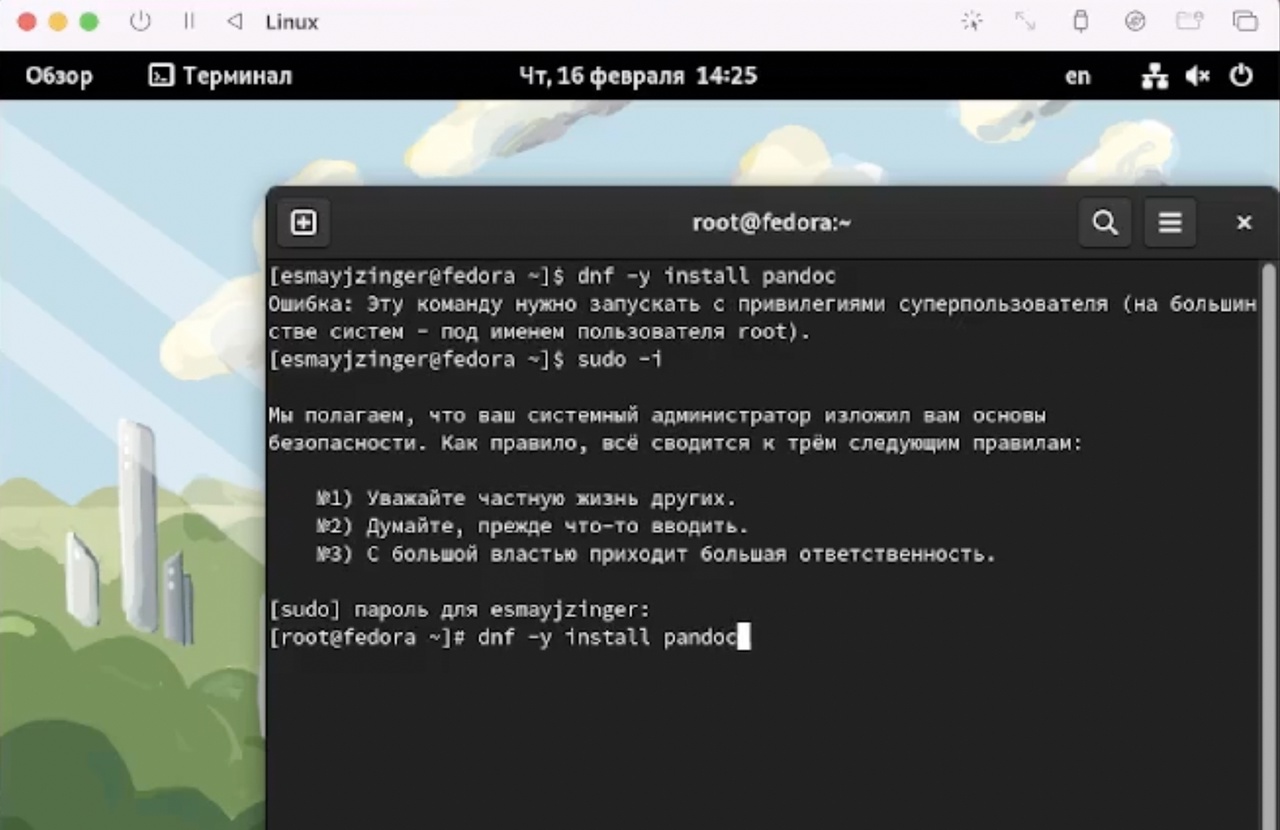 Linux
Обзор
Терминал
Чт, 16 февраля 14:25
en
root@fedora:~
[esmayjzinger@fedora ~]$ dnf -y install pandoc
Ошибка: Эту команду нужно запускать с привилегиями суперпользователя (на большин
стве систем - под именем пользователя root).
[esmayjzinger@fedora ~]$ sudo -i
Мы полагаем, что ваш системный администратор изложил вам основы
безопасности. Как правило, всё сводится к трём следующим правилам:
№1) Уважайте частную жизнь других.
№2) Думайте, прежде что-то вводить.
№3) С большой властью приходит большая ответственность.
[sudo] пароль для esmayjzinger:
[root@fedora ~]# dnf -y install pandoc